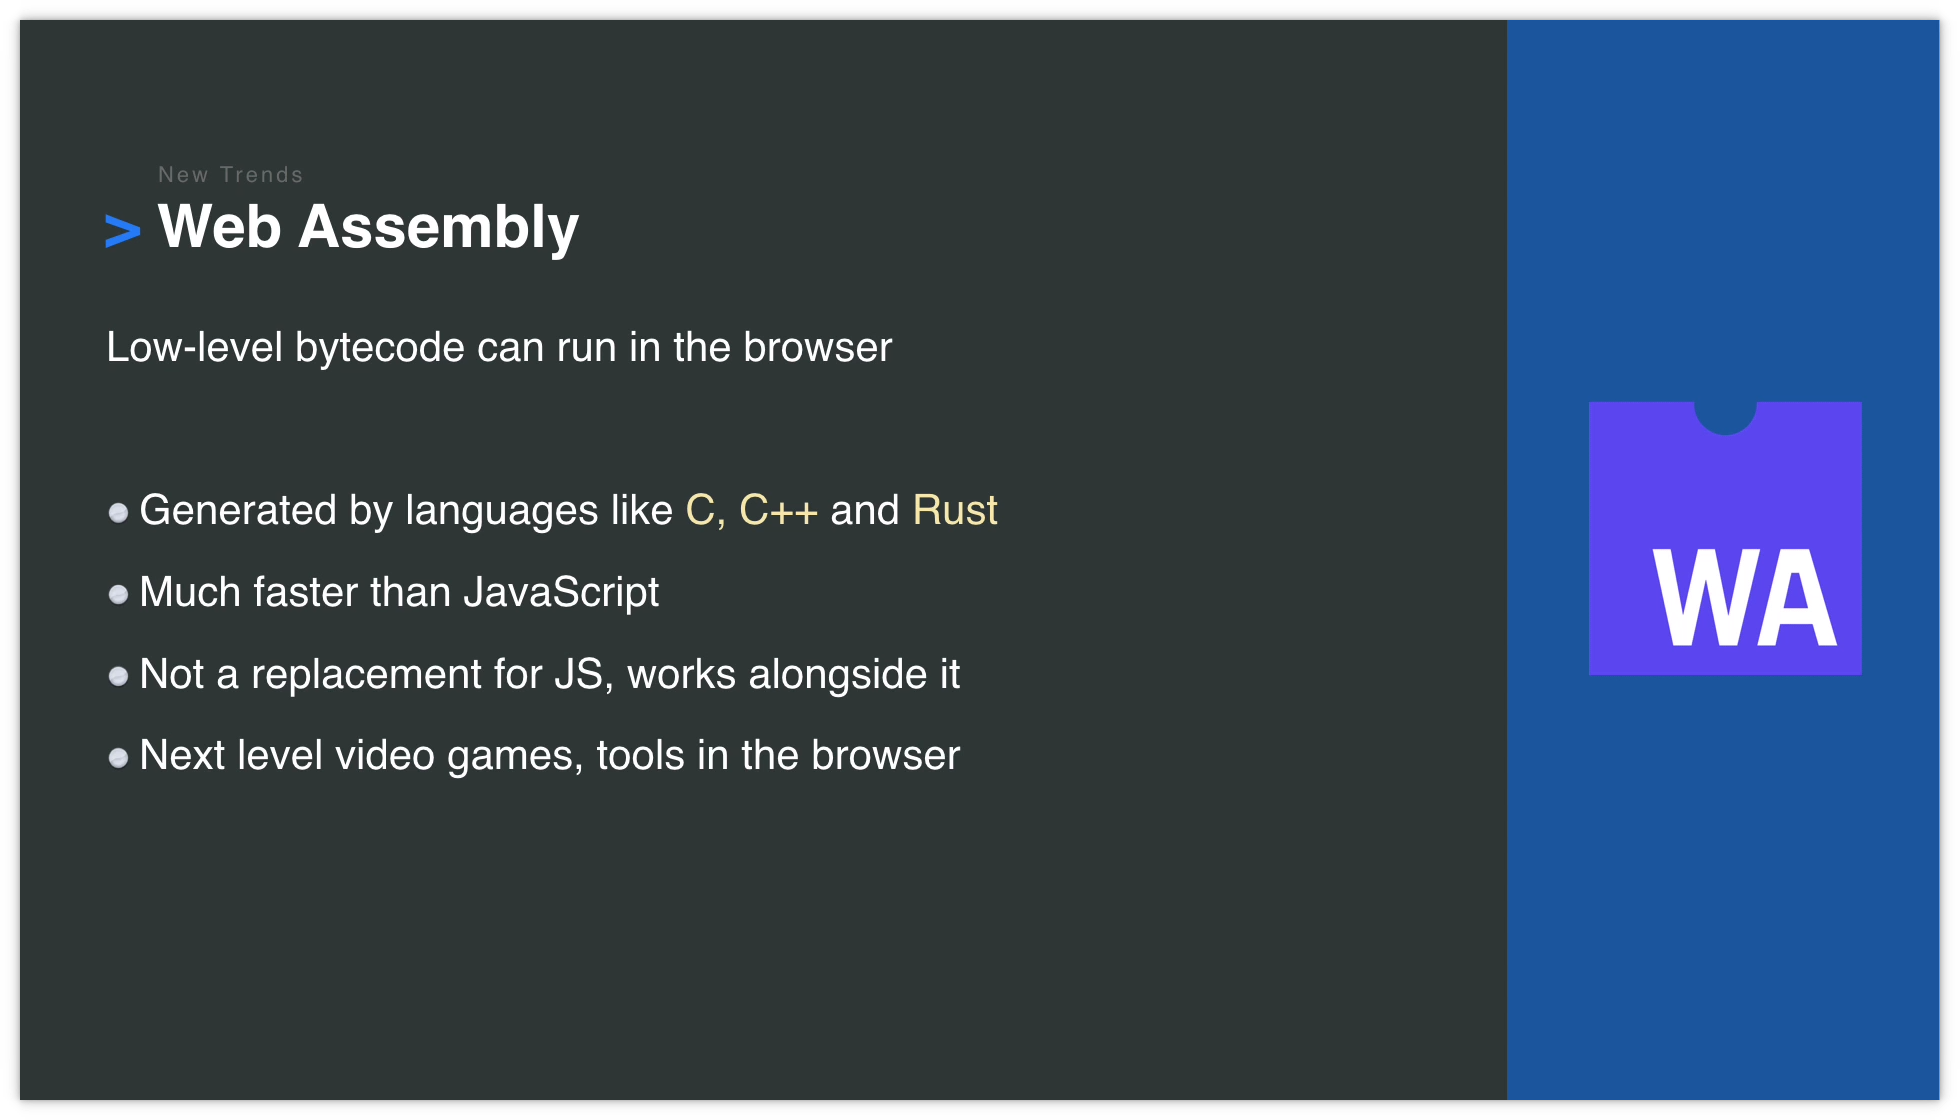 New Trends
> Web Assembly
Low-level bytecode can run in the browser
Generated by languages like C, C++ and Rust
Much faster than JavaScript
Not a replacement for JS, works alongside it
Next level video games, tools in the browser
WA